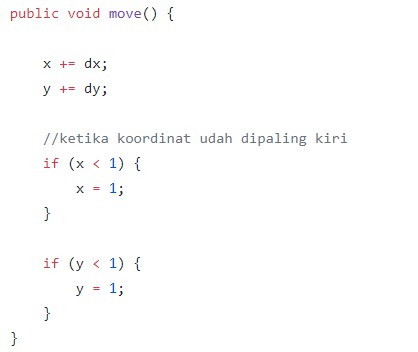 public void move() {
x += dx;
y += dy;
//ketika koordinat udah dipaling kiri
if (x < 1) {
x = 1;
}
if (y < 1) {
y = 1;
}
}